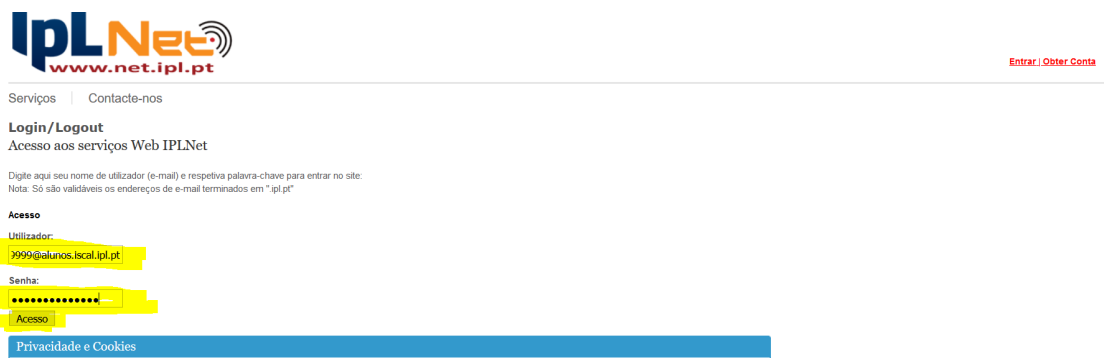 IPLNet
www.net.ipl.pt
Entrar | Obter Conta
Serviços | Contacte-nos
Login/Logout
Acesso aos serviços Web IPLNet
Digite aqui seu nome de utilizador (e-mail) e respetiva palavra-chave para entrar no site:
Nota: Só são validáveis os endereços de e-mail terminados em ".ipl.pt"
Acesso
Utilizador:
9999@alunos.iscal.ipl.pt
Senha:
●●●●●●●●●●●●●●
Acesso
Privacidade e Cookies